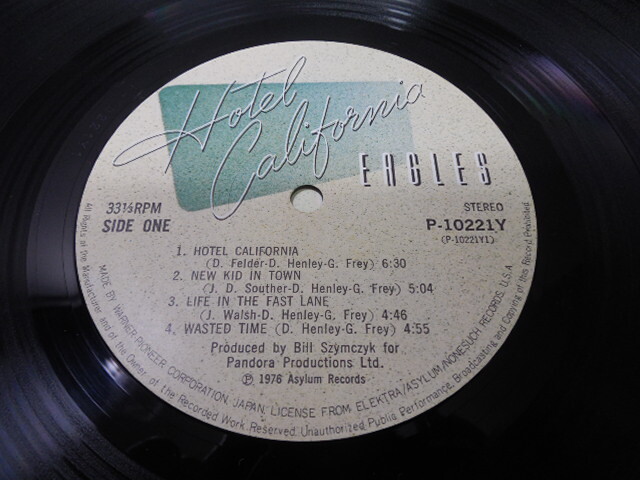 Hotel
California
EAGLES
33⅓RPM
SIDE ONE
STEREO
P-10221Y
(P-10221Y1)
1. HOTEL CALIFORNIA
(D. Felder-D. Henley-G. Frey) 6:30
2. NEW KID IN TOWN
(J. D. Souther-D. Henley-G. Frey) 5:04
3. LIFE IN THE FAST LANE
(J. Walsh-D. Henley-G. Frey) 4:46
4. WASTED TIME (D. Henley-G. Frey) 4:55
Produced by Bill Szymczyk for
Pandora Productions Ltd.
Ⓟ 1976 Asylum Records
MADE BY WARNER-PIONEER CORPORATION, JAPAN, LICENSE FROM ELEKTRA/ASYLUM/NONESUCH RECORDS, U.S.A.
All Rights of the Manufacturer and of the Owner of the Recorded Work Reserved. Unauthorized Public Performance, Broadcasting and Copying of this Record Prohibited.